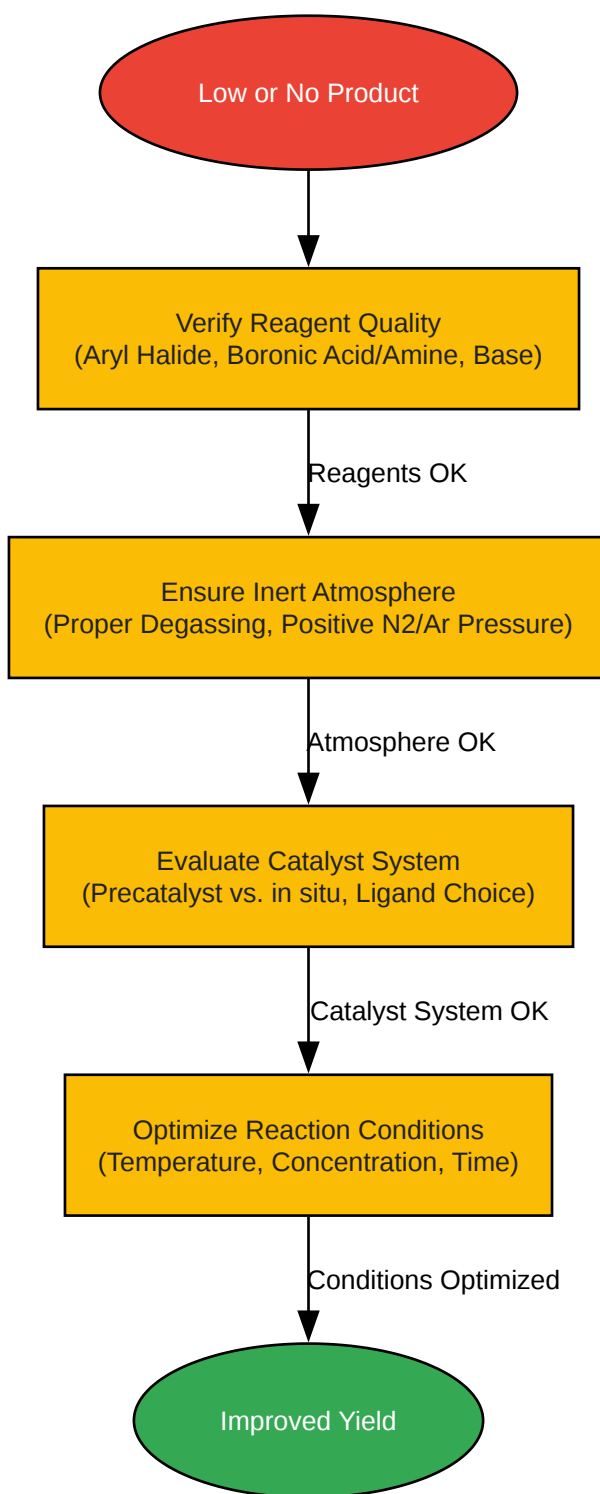 Low or No Product
Verify Reagent Quality
(Aryl Halide, Boronic Acid/Amine, Base)
Reagents OK
Ensure Inert Atmosphere
(Proper Degassing, Positive N2/Ar Pressure)
Atmosphere OK
Evaluate Catalyst System
(Precatalyst vs. in situ, Ligand Choice)
Catalyst System OK
Optimize Reaction Conditions
(Temperature, Concentration, Time)
Conditions Optimized
Improved Yield